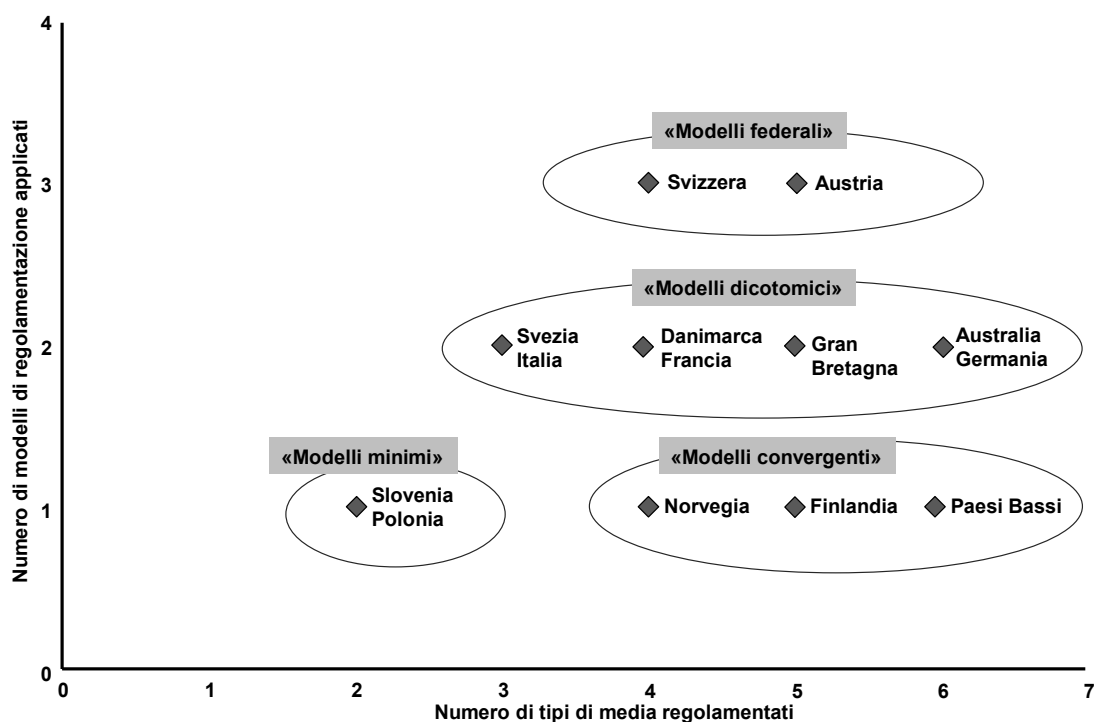 4
«Modelli federali»
3
Svizzera
Austria
«Modelli dicotomici»
2
Svezia
Italia
Danimarca
Francia
Gran
Bretagna
Australia
Germania
«Modelli minimi»
«Modelli convergenti»
1
Slovenia
Polonia
Norvegia
Finlandia
Paesi Bassi
0
Numero di modelli di regolamentazione applicati
0 1 2 3 4 5 6 7
Numero di tipi di media regolamentati